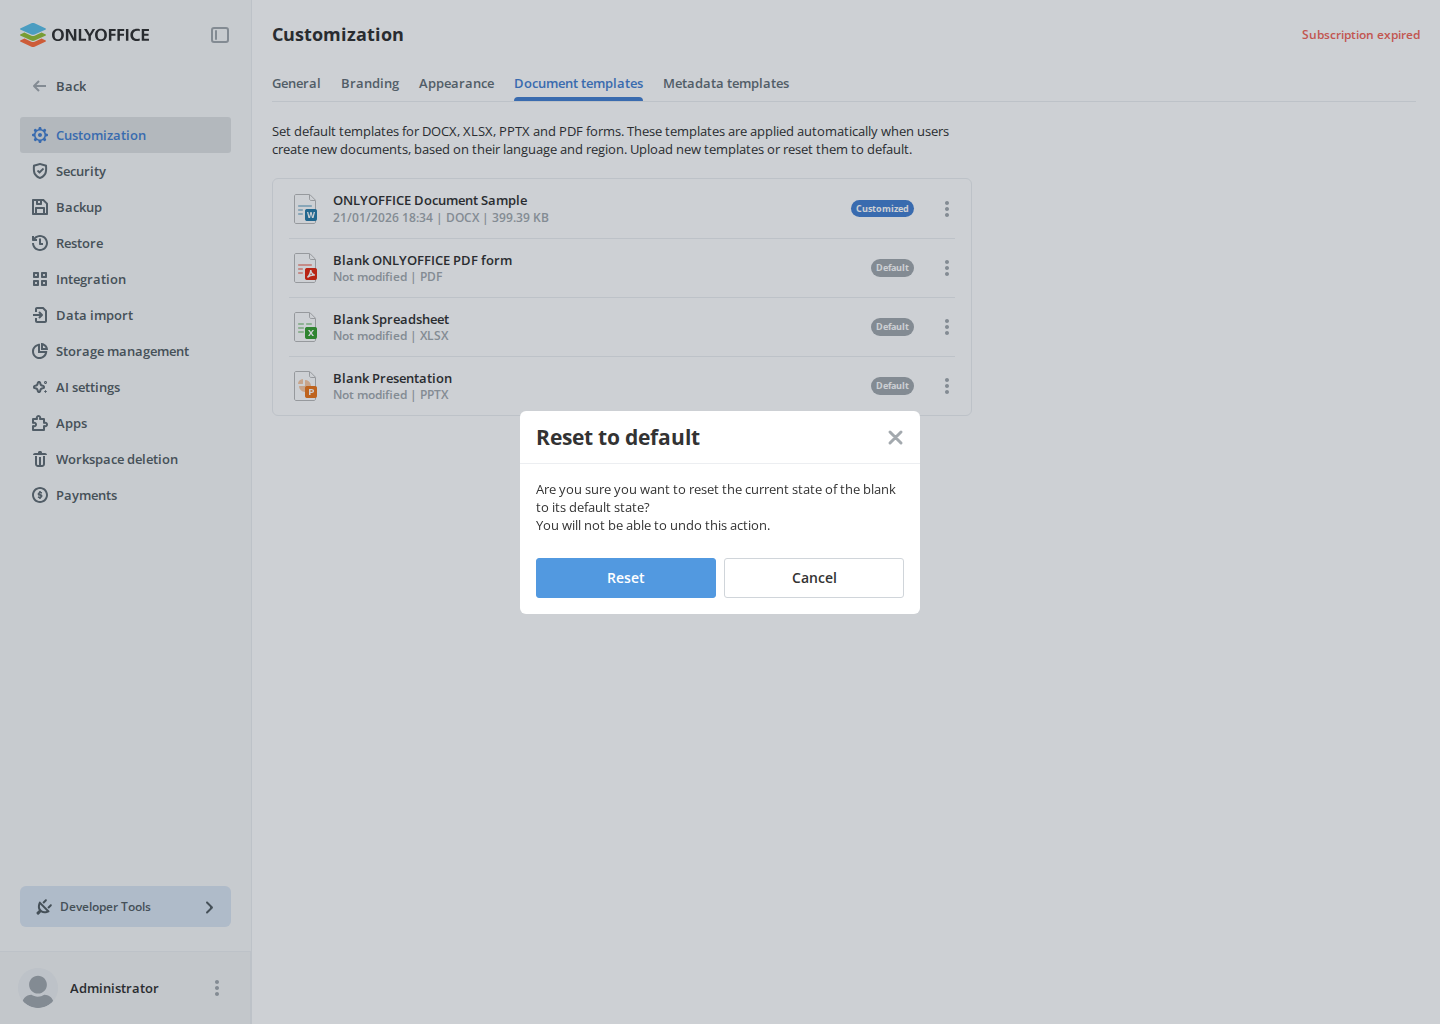 ONLYOFFICE
Customization
Subscription expired
Back
General
Branding
Appearance
Document templates
Metadata templates
Customization
Security
Backup
Restore
Integration
Data import
Storage management
AI settings
Apps
Workspace deletion
Payments
Set default templates for DOCX, XLSX, PPTX and PDF forms. These templates are applied automatically when users
create new documents, based on their language and region. Upload new templates or reset them to default.
W
ONLYOFFICE Document Sample
21/01/2026 18:34 | DOCX | 399.39 KB
Customized
Blank ONLYOFFICE PDF form
Not modified | PDF
Default
X
Blank Spreadsheet
Not modified | XLSX
Default
P
Blank Presentation
Not modified | PPTX
Default
Reset to default
Are you sure you want to reset the current state of the blank
to its default state?
You will not be able to undo this action.
Reset
Cancel
Developer Tools
Administrator